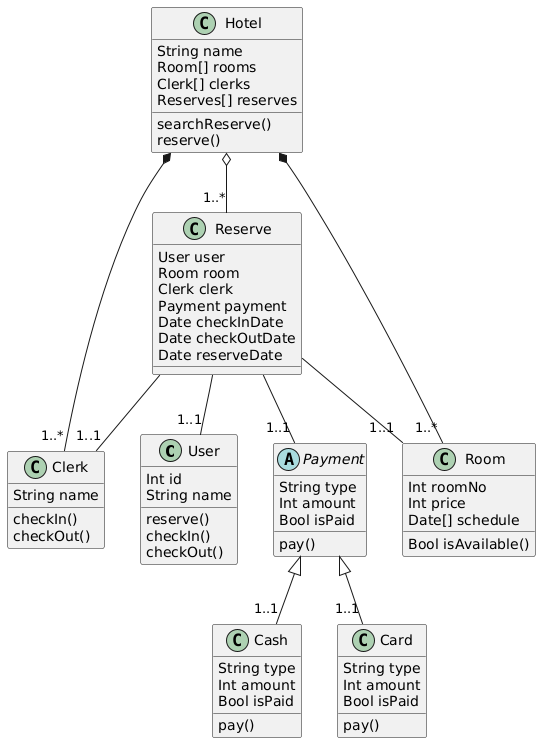 C Hotel
String name
Room[] rooms
Clerk[] clerks
Reserves[] reserves
searchReserve()
reserve()
1..*
C Reserve
User user
Room room
Clerk clerk
Payment payment
Date checkInDate
Date checkOutDate
Date reserveDate
1..* 1..1
1..1
1..1
1..1 1..*
C Clerk
String name
checkIn()
checkOut()
C User
Int id
String name
reserve()
checkIn()
checkOut()
A Payment
String type
Int amount
Bool isPaid
pay()
C Room
Int roomNo
Int price
Date[] schedule
Bool isAvailable()
1..1
1..1
C Cash
String type
Int amount
Bool isPaid
pay()
C Card
String type
Int amount
Bool isPaid
pay()